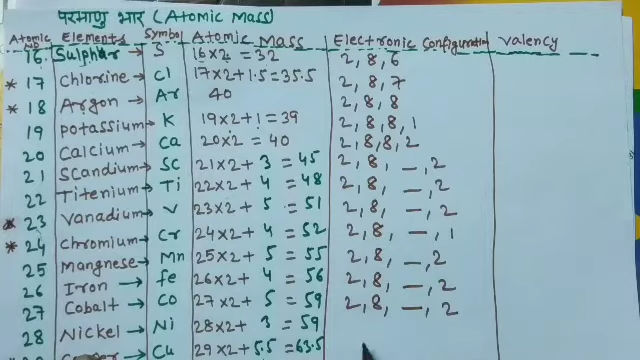 परमाणु भार (Atomic Mass)
Atomic No Elements Symbol Atomic Mass Electronic Configuration Valency
16. Sulphar → S 16×2 = 32 2, 8, 6
* 17 Chlorine → Cl 17×2+1.5=35.5 2, 8, 7
* 18 Argon → Ar 40 2, 8, 8
19 Potassium → K 19×2+1=39 2, 8, 8, 1
20 Calcium → Ca 20×2 = 40 2, 8, 8, 2
21 Scandium → Sc 21×2+ 3 = 45 2, 8, —, 2
22 Titenium → Ti 22×2+ 4 = 48 2, 8, —, 2
* 23 Vanadium → V 23×2+ 5 = 51 2, 8, —, 2
* 24 Chromium → Cr 24×2+ 4 = 52 2, 8, —, 1
25 Mangnese → Mn 25×2+ 5 = 55 2, 8, —, 2
26 Iron → fe 26×2+ 4 = 56 2, 8, —, 2
27 Cobalt → Co 27×2+ 5 = 59 2, 8, —, 2
28 Nickel → Ni 28×2+ 3 = 59
Cu 29×2+5.5=63.5